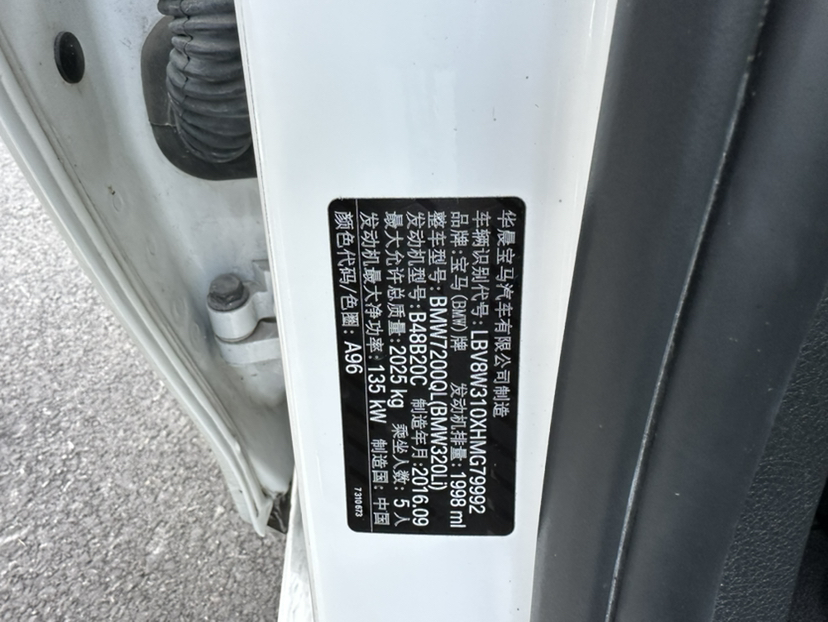 华晨宝马汽车有限公司制造
车辆识别代号:LBV8W310XHMG79992
品牌:宝马(BMW)牌 发动机排量:1998 ml
整车型号:BMW7200QL(BMW320Li)
发动机型号:B48B20C 制造年月:2016.09
最大允许总质量:2025 kg 乘坐人数: 5 人
发动机最大净功率:135 kW 制造国: 中国
颜色代码/色圈: A96
7 310 673